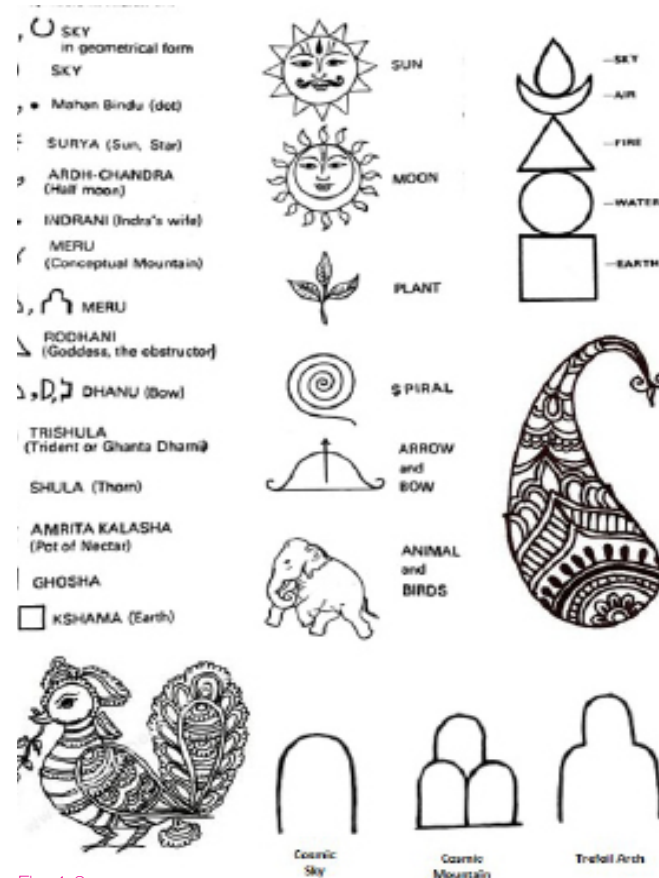 SKY
in geometrical form
SKY
Mahan Bindu (dot)
SURYA (Sun, Star)
ARDH-CHANDRA
(Half moon)
INDRANI (Indra's wife)
MERU
(Conceptual Mountain)
MERU
RODHANI
(Goddess, the obstructor)
DHANU (Bow)
TRISHULA
(Trident or Ghanta
SHULA (Thorn)
AMRITA KALASHA
(Pot of Nectar)
GHOSHA
KSHAMA (Earth)
SUN
MOON
PLANT
SPIRAL
ARROW
and
BOW
ANIMAL
and
BIRDS
SKY
AIR
FIRE
WATER
EARTH
Cosmic
Sky
Cosmic
Mountain
Trefoil Arch